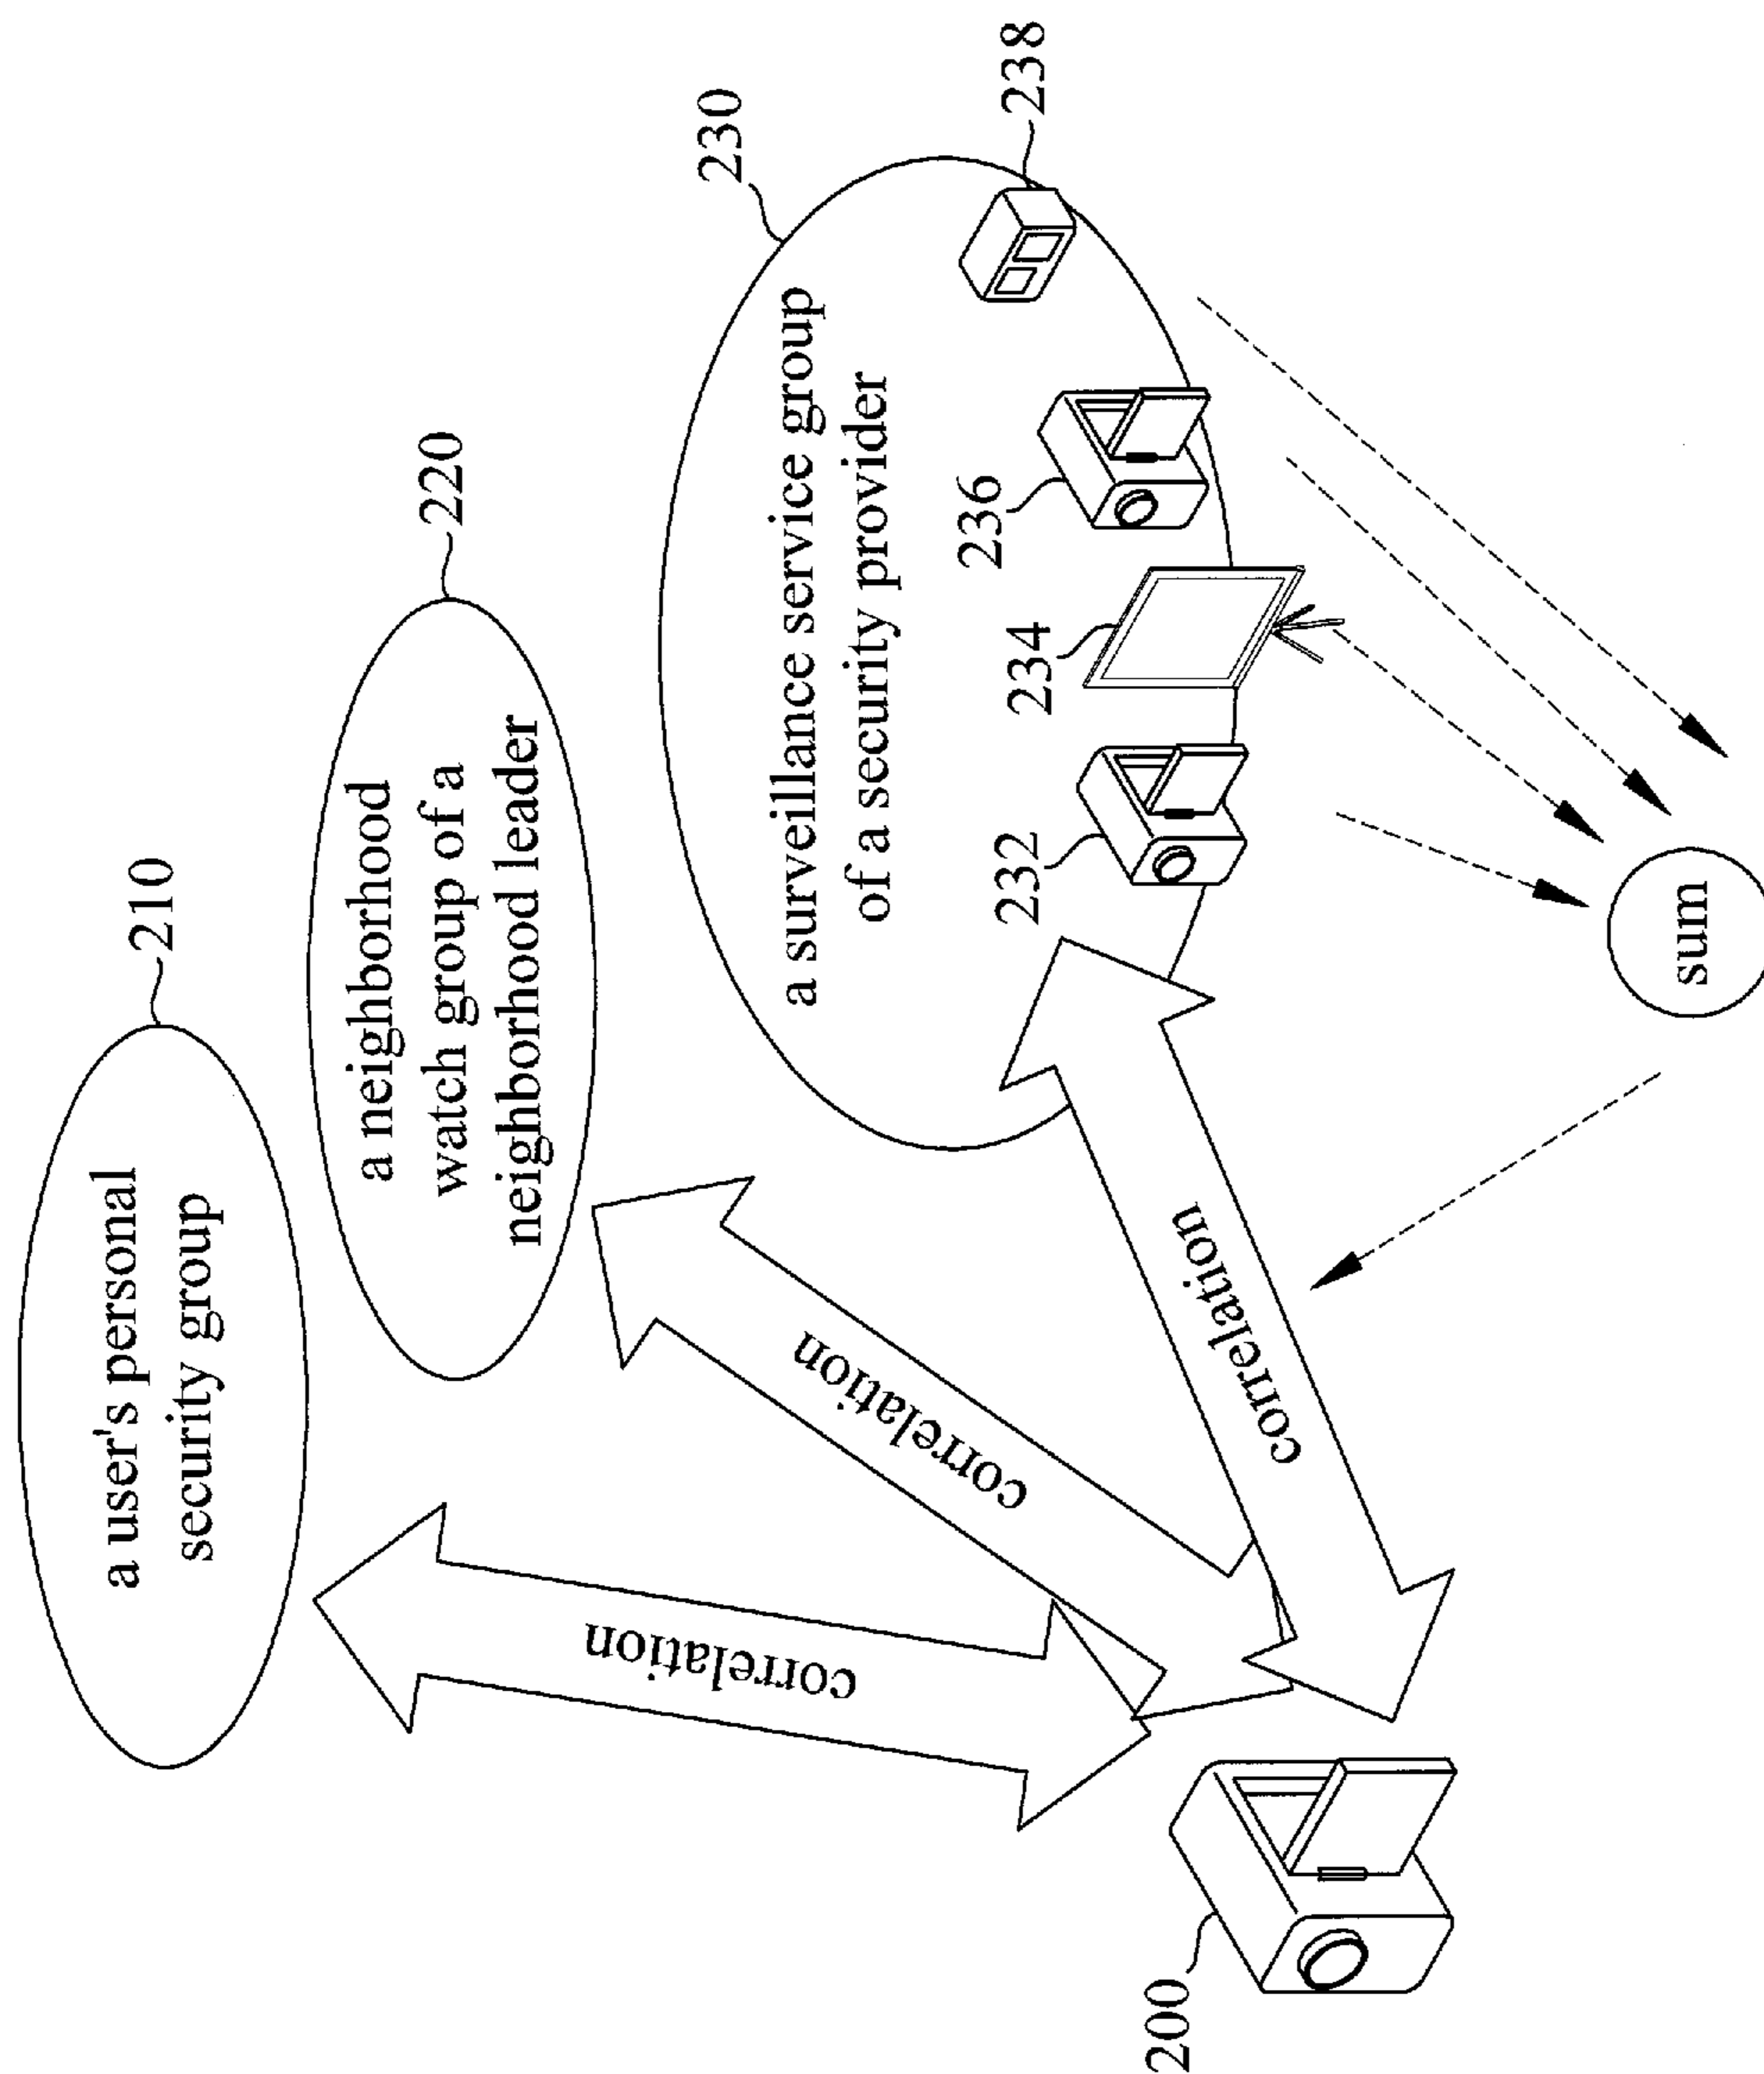 210
a user's personal
security group
220
a neighborhood
watch group of a
neighborhood leader
230
a surveillance service group
of a security provider
238
236
234
232
correlation
correlation
correlation
200
sum